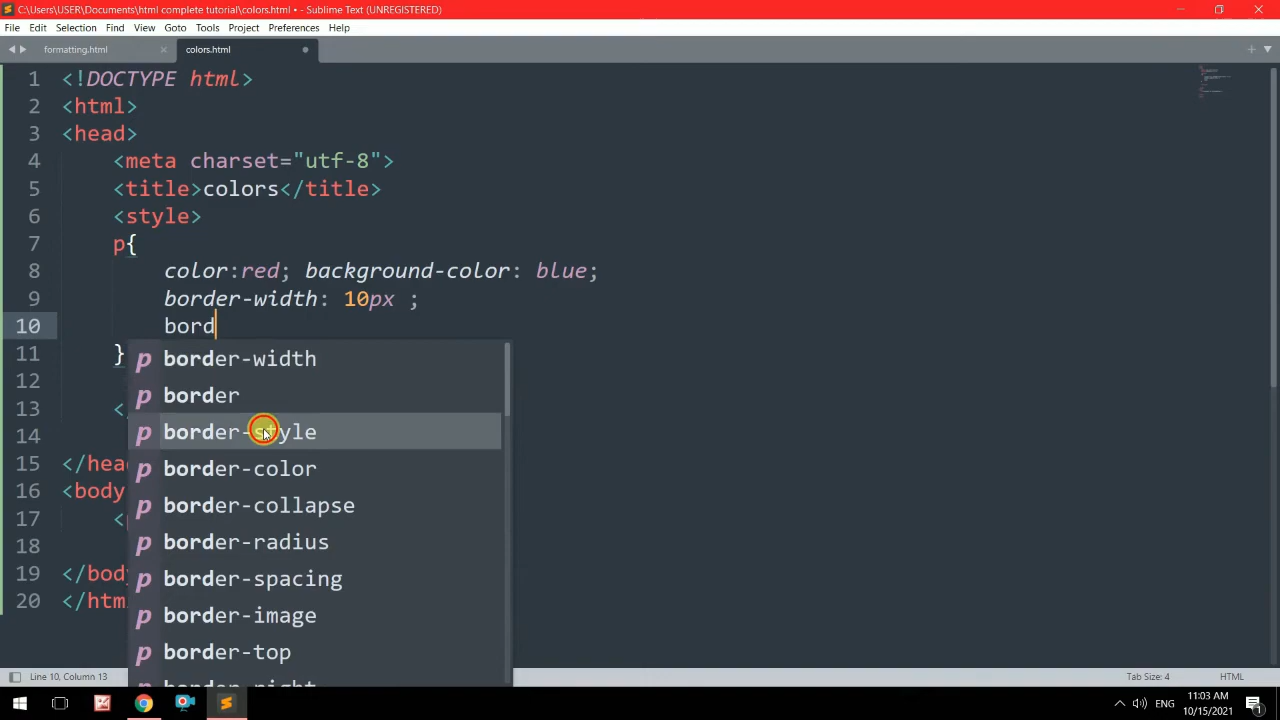 C:\Users\USER\Documents\html complete tutorial\colors.html • - Sublime Text (UNREGISTERED)
File Edit Selection Find View Goto Tools Project Preferences Help
formatting.html colors.html
1 <!DOCTYPE html>
2 <html>
3 <head>
4 <meta charset="utf-8">
5 <title>colors</title>
6 <style>
7 p{
8 color:red; background-color: blue;
9 border-width: 10px ;
10 bord
11 }
p border-width
12
p border
13 <
p border-style
14
15 </hea
p border-color
16 <body
p border-collapse
17 <
18
p border-radius
19 </body
p border-spacing
20 </htm
p border-image
p border-top
Line 10, Column 13 Tab Size: 4 HTML
ENG 11:03 AM
10/15/2021
1